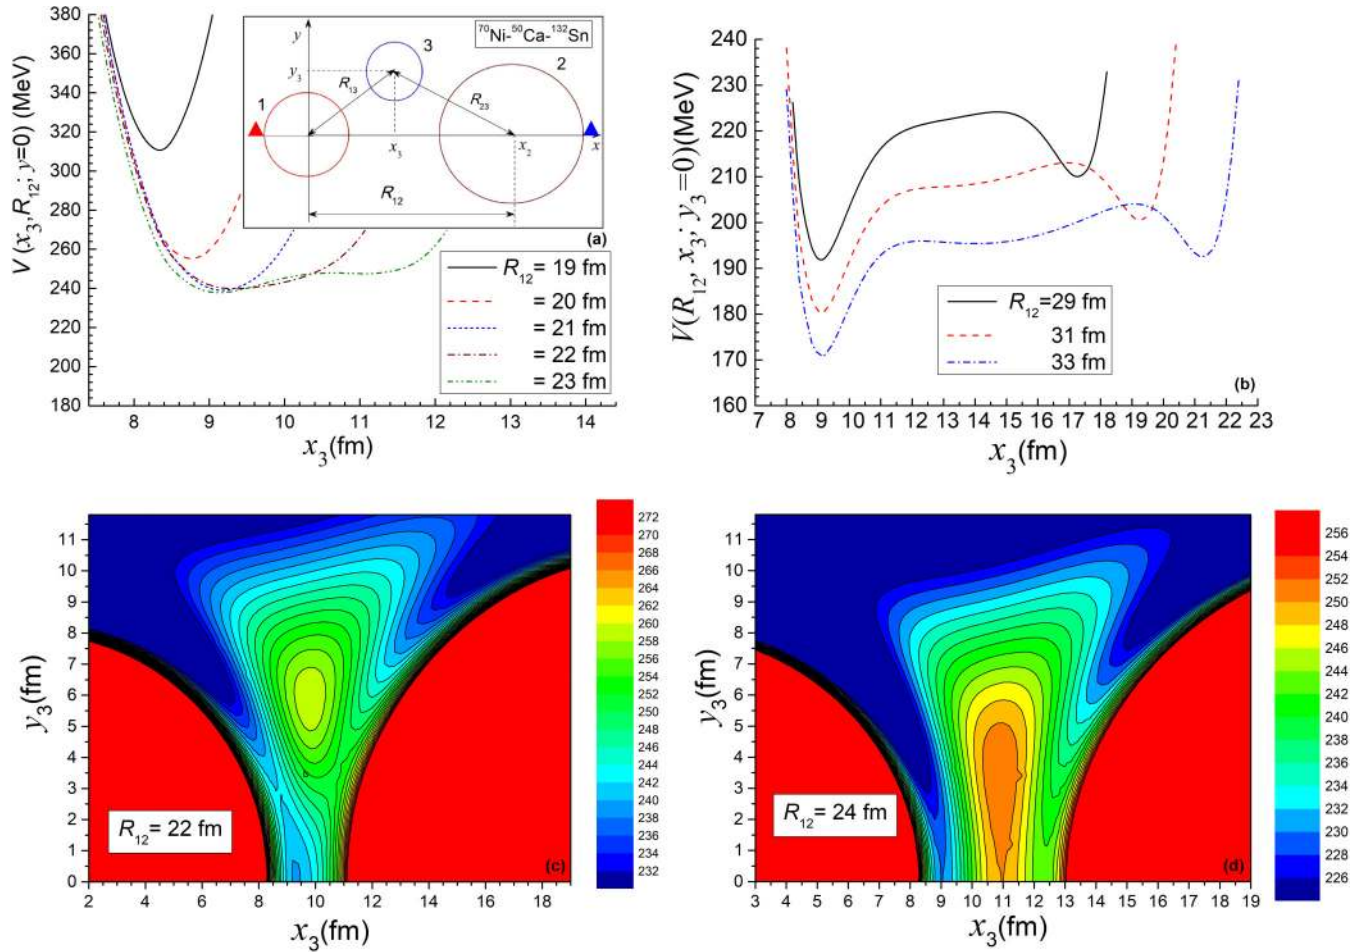 380
360
340
320
300
280
260
240
220
200
180
V (x3, R12; y=0) (MeV)
8 9 10 11 12 13 14
x3(fm)
70Ni-50Ca-132Sn
y
3
2
y3
R13
R23
1
x3
x2
x
R12
(a)
R12= 19 fm
= 20 fm
= 21 fm
= 22 fm
= 23 fm
240
230
220
210
200
190
180
170
160
V(R12, x3; y3=0)(MeV)
R12=29 fm
31 fm
33 fm
(b)
7 8 9 10 11 12 13 14 15 16 17 18 19 20 21 22 23
x3(fm)
11
10
9
8
7
6
5
4
3
2
1
0
y3(fm)
R12= 22 fm
(c)
2 4 6 8 10 12 14 16 18
x3(fm)
272
270
268
266
264
262
260
258
256
254
252
250
248
246
244
242
240
238
236
234
232
11
10
9
8
7
6
5
4
3
2
1
0
y3(fm)
R12= 24 fm
(d)
3 4 5 6 7 8 9 10 11 12 13 14 15 16 17 18 19
x3(fm)
256
254
252
250
248
246
244
242
240
238
236
234
232
230
228
226